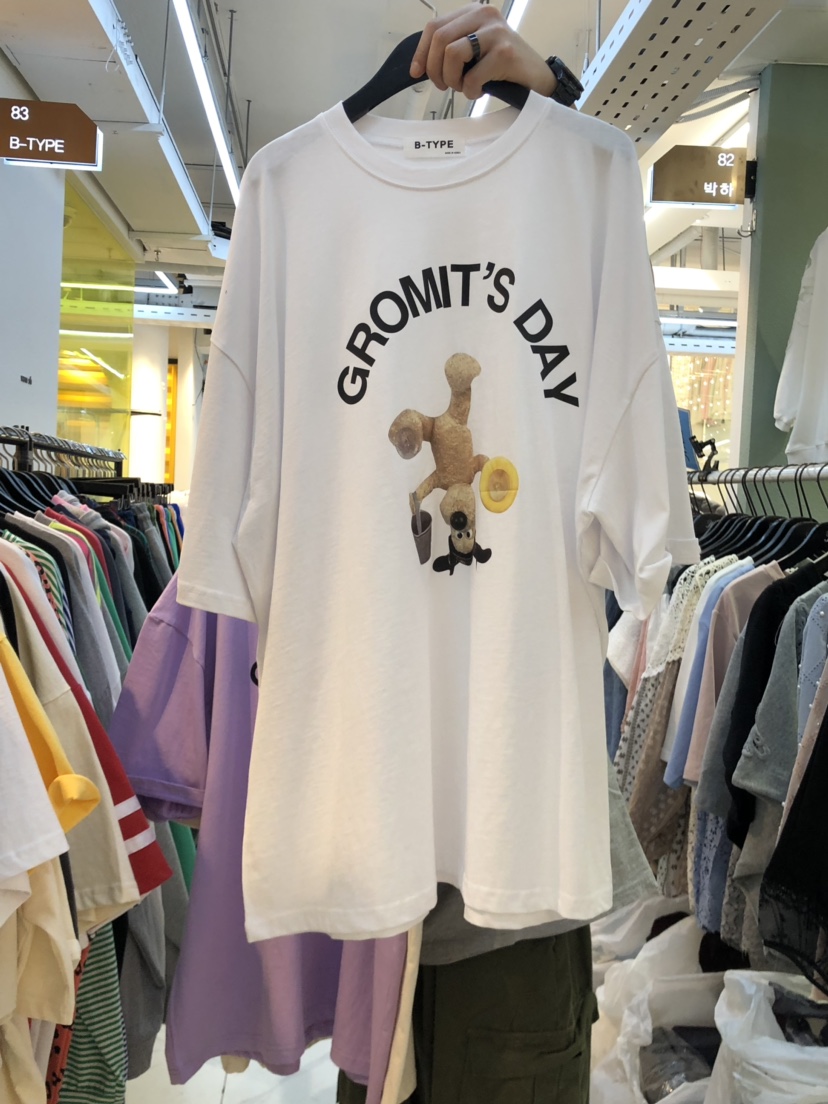 83
B-TYPE
B-TYPE
82
박하
GROMIT'S DAY